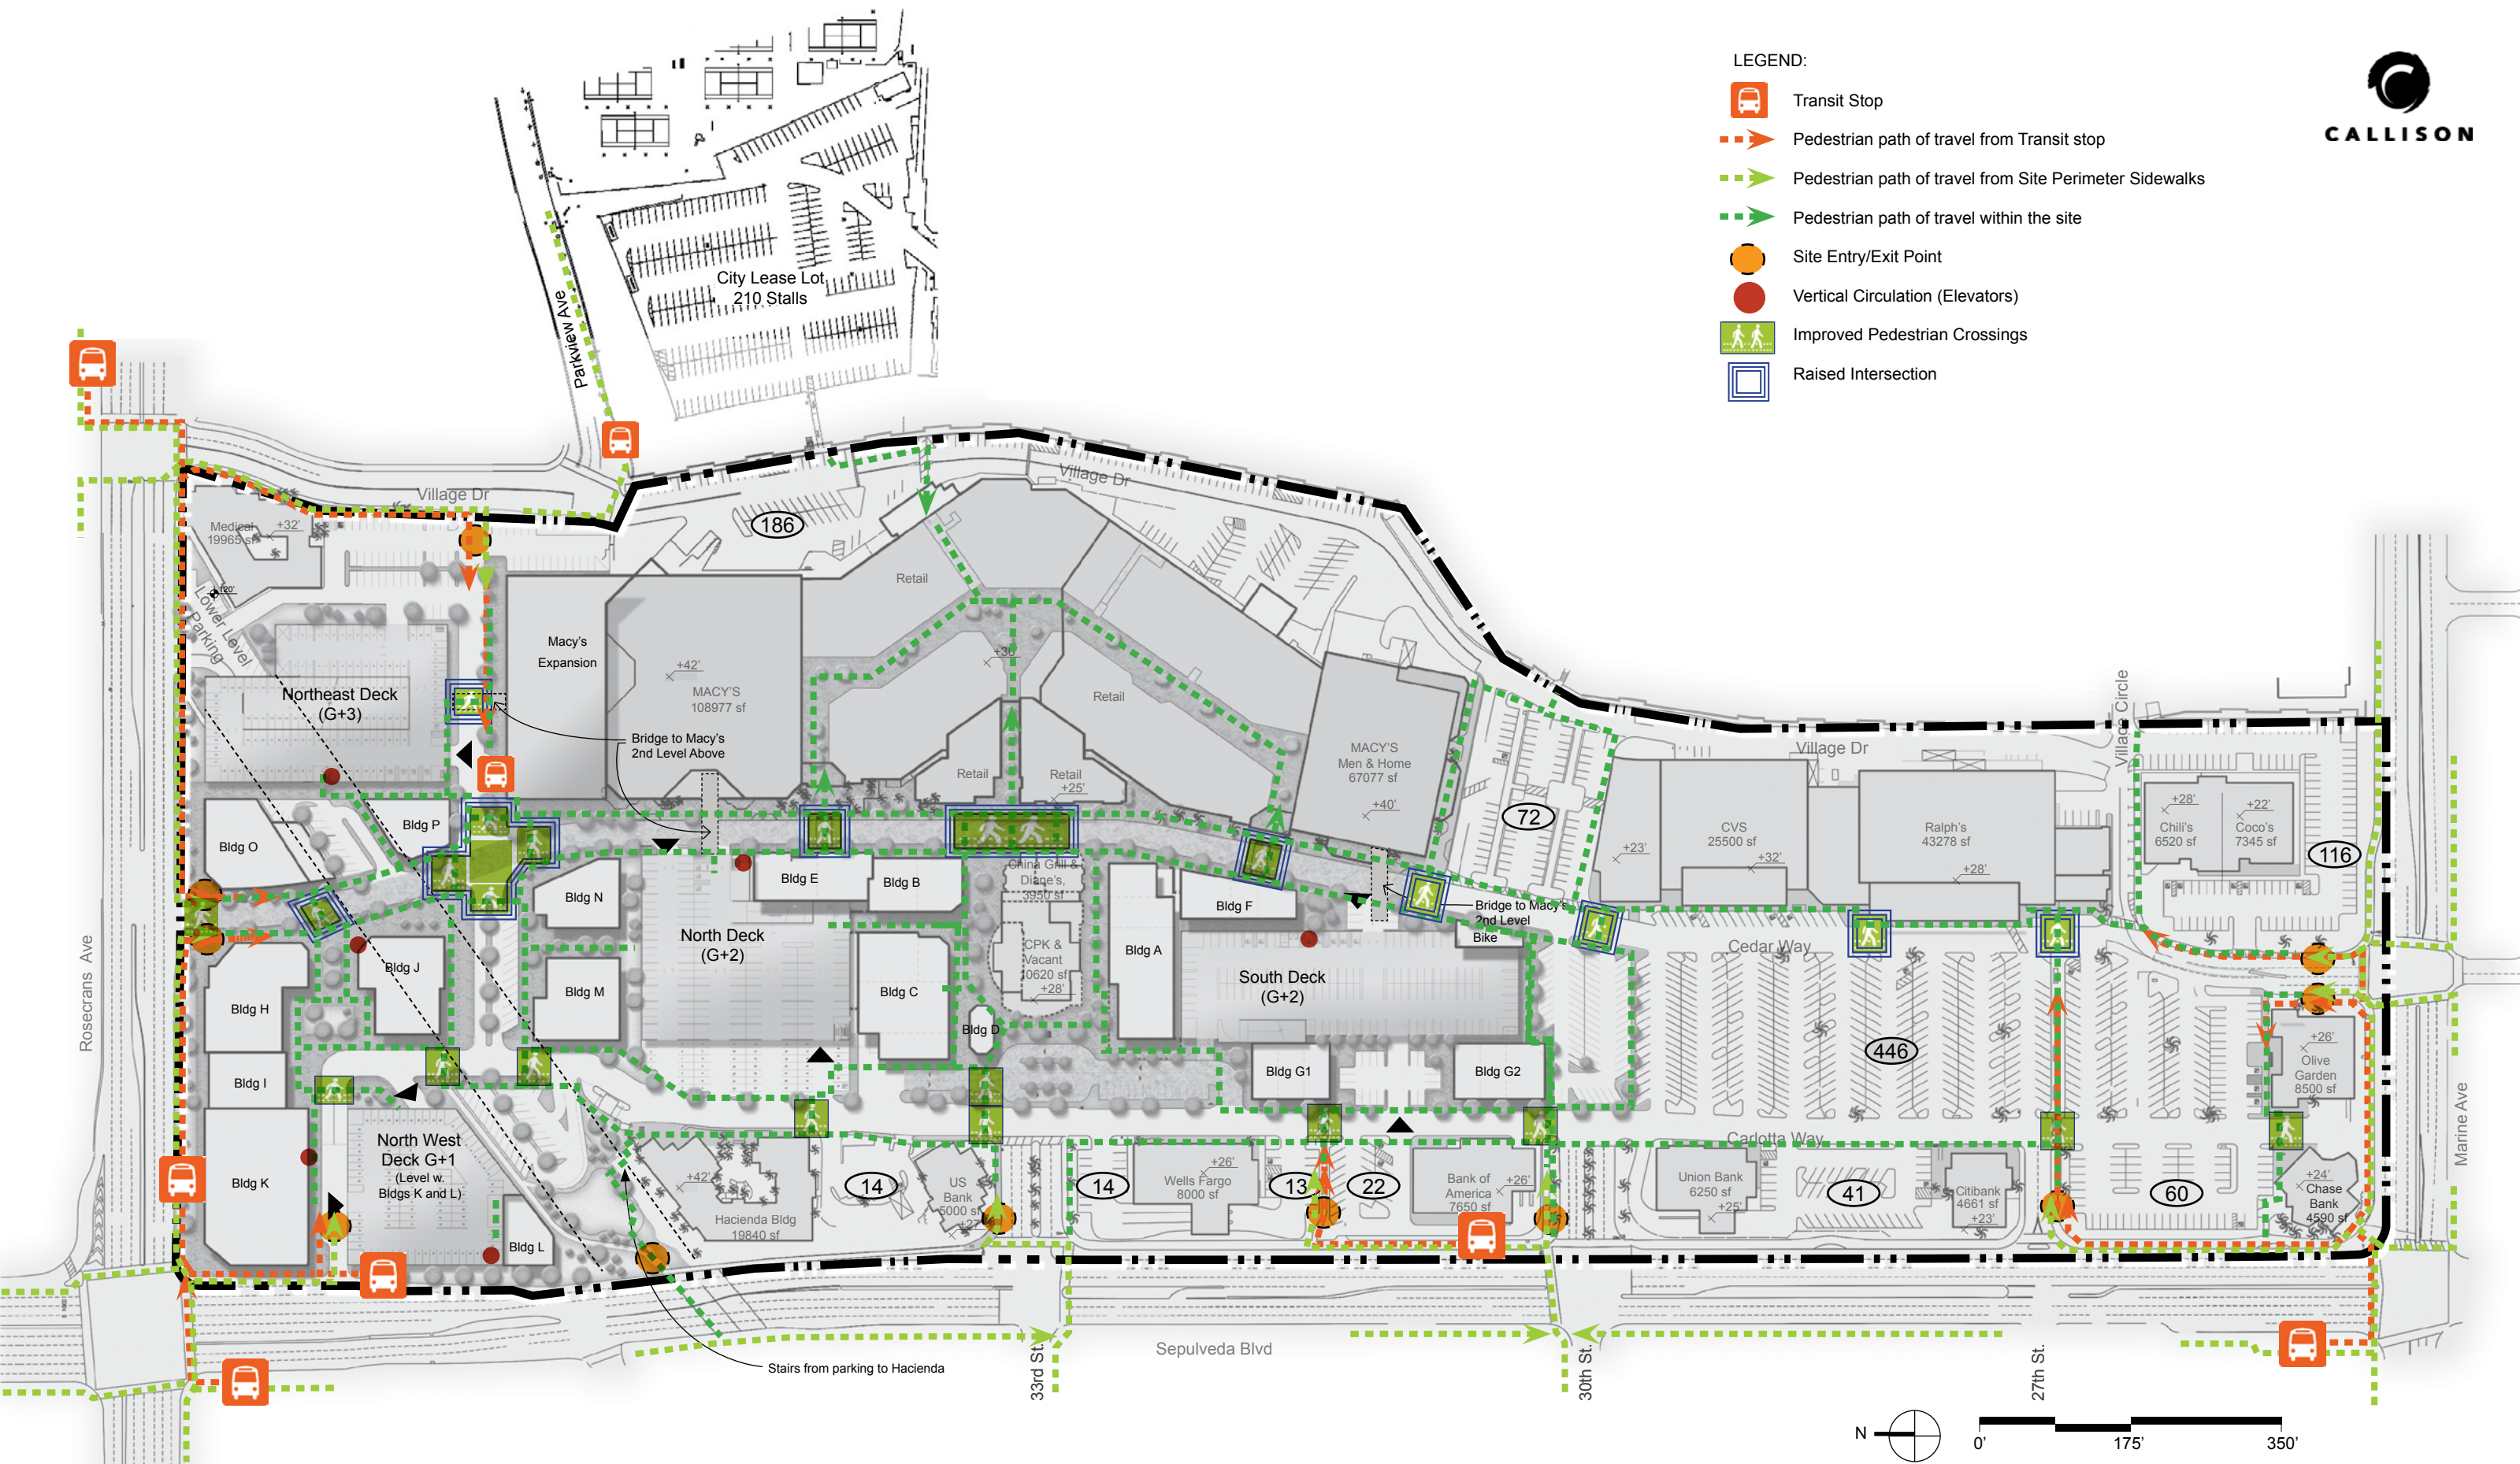 LEGEND:
Transit Stop
Pedestrian path of travel from Transit stop
Pedestrian path of travel from Site Perimeter Sidewalks
Pedestrian path of travel within the site
Site Entry/Exit Point
Vertical Circulation (Elevators)
Improved Pedestrian Crossings
Raised Intersection
CALLISON
City Lease Lot
210 Stalls
Parkview Ave
Village Dr
Village Dr
Medical
19965 sf
+32'
120'
Lower Level
Parking
186
Retail
Macy's
Expansion
+42'
MACY'S
108977 sf
Northeast Deck
(G+3)
Bridge to Macy's
2nd Level Above
Retail
Retail
Retail
+25'
MACY'S
Men & Home
67077 sf
+40'
72
Village Dr
Village Circle
+23'
CVS
25500 sf
+32'
Ralph's
43278 sf
+28'
+28'
Chili's
6520 sf
+22'
Coco's
7345 sf
116
Bldg O
Bldg P
Bldg N
Bldg E
Bldg B
China Grill &
Diane's,
3950 sf
Bldg F
Bridge to Macy's
2nd Level
Bike
Cedar Way
Rosecrans Ave
Bldg H
Bldg J
Bldg M
North Deck
(G+2)
Bldg C
CPK &
Vacant
+28'
Bldg A
South Deck
(G+2)
Bldg D
Bldg I
Bldg G1
Bldg G2
446
+26'
Olive
Garden
8500 sf
Marine Ave
Carlotta Way
Bldg K
North West
Deck G+1
(Level w.
Bldgs K and L)
Bldg L
+42'
Hacienda Bldg
19840 sf
14
US
Bank
5000 sf
+27'
14
+26'
Wells Fargo
8000 sf
13
22
Bank of
America
7650 sf
+26'
Union Bank
6250 sf
+25'
41
Citibank
4661 sf
+23'
60
+24'
Chase
Bank
4590 sf
Stairs from parking to Hacienda
33rd St.
Sepulveda Blvd
30th St.
27th St.
N
0'
175'
350'